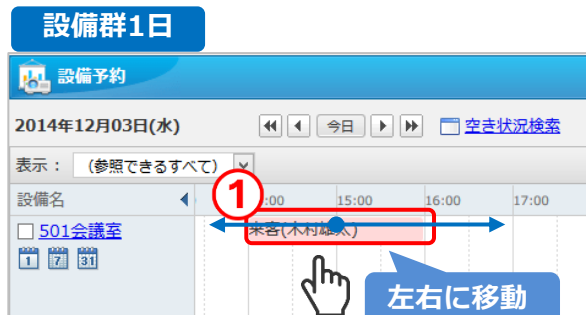 設備群1日
設備予約
2014年12月03日(水)
今日
空き状況検索
表示： (参照できるすべて)
設備名
1
:00
15:00
16:00
17:00
501会議室
来客(木村雄太)
1
7
31
左右に移動